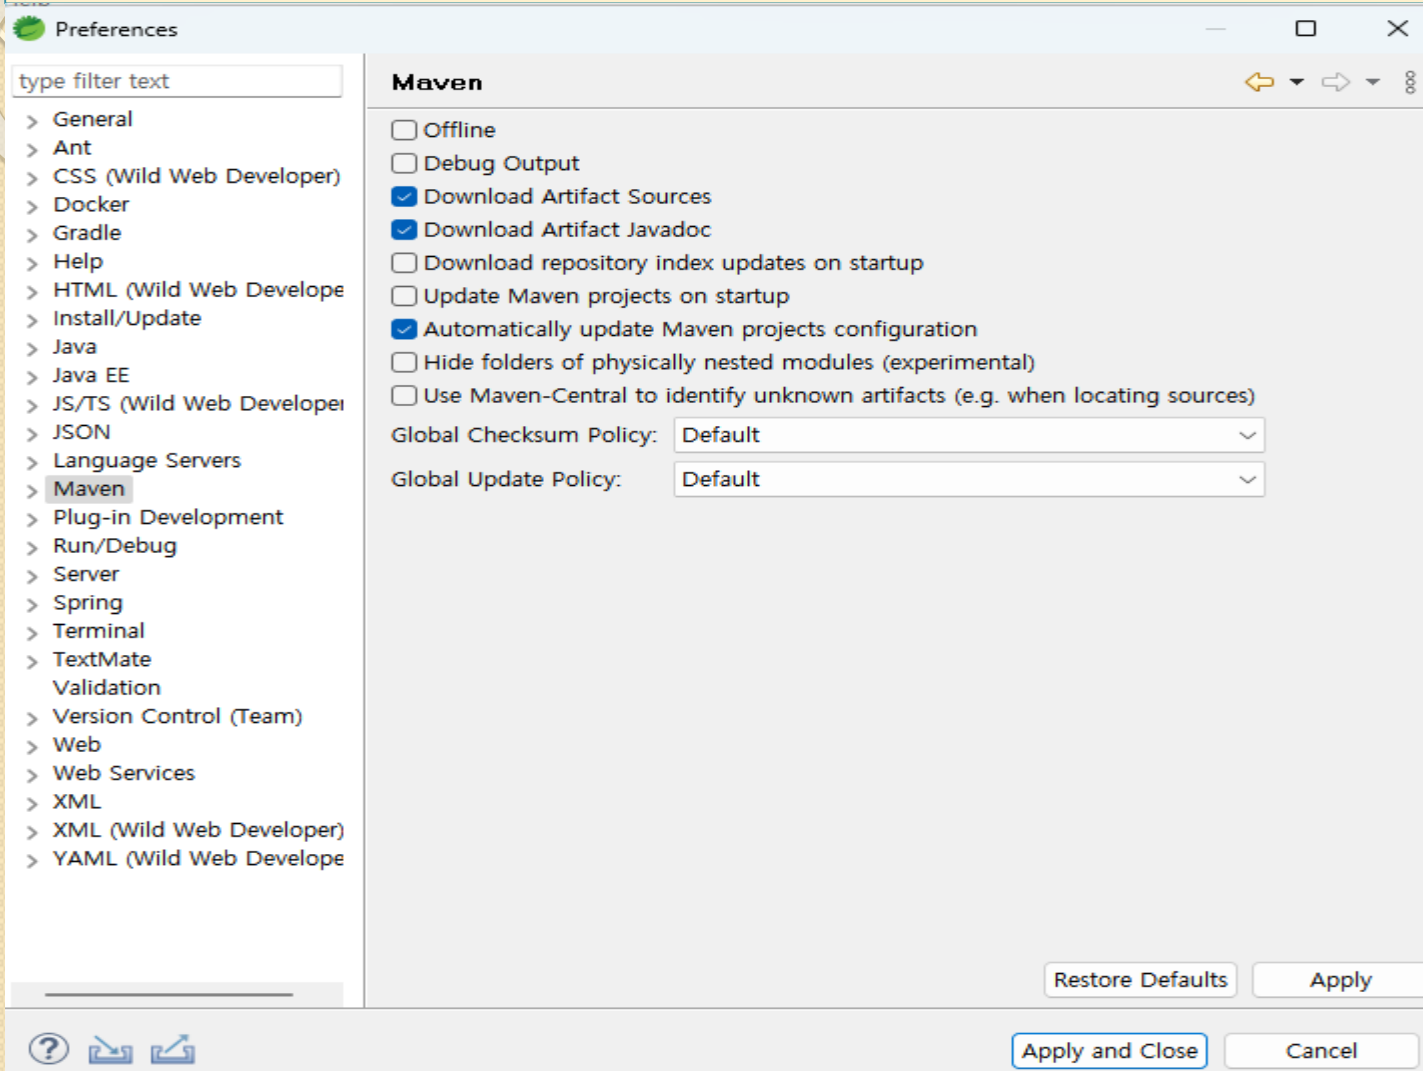 Preferences
type filter text
General
Ant
CSS (Wild Web Developer)
Docker
Gradle
Help
HTML (Wild Web Develope
Install/Update
Java
Java EE
JS/TS (Wild Web Developer
JSON
Language Servers
Maven
Plug-in Development
Run/Debug
Server
Spring
Terminal
TextMate
Validation
Version Control (Team)
Web
Web Services
XML
XML (Wild Web Developer)
YAML (Wild Web Develope
Maven
Offline
Debug Output
Download Artifact Sources
Download Artifact Javadoc
Download repository index updates on startup
Update Maven projects on startup
Automatically update Maven projects configuration
Hide folders of physically nested modules (experimental)
Use Maven-Central to identify unknown artifacts (e.g. when locating sources)
Global Checksum Policy: Default
Global Update Policy: Default
Restore Defaults Apply
? Apply and Close Cancel